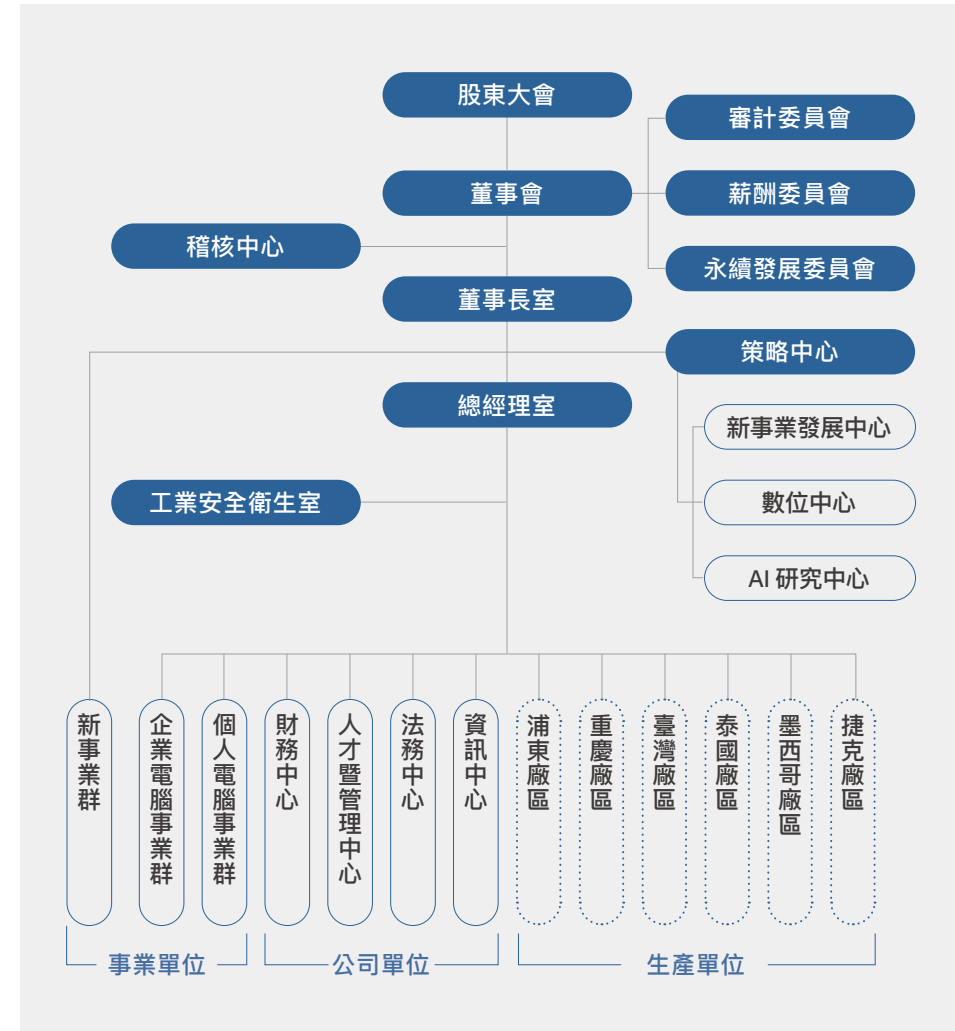 股東大會
審計委員會
董事會
薪酬委員會
稽核中心
永續發展委員會
董事長室
策略中心
總經理室
新事業發展中心
工業安全衛生室
數位中心
AI 研究中心
新事業群
企業電腦事業群
個人電腦事業群
財務中心
人才暨管理中心
法務中心
資訊中心
浦東廠區
重慶廠區
臺灣廠區
泰國廠區
墨西哥廠區
捷克廠區
事業單位
公司單位
生產單位